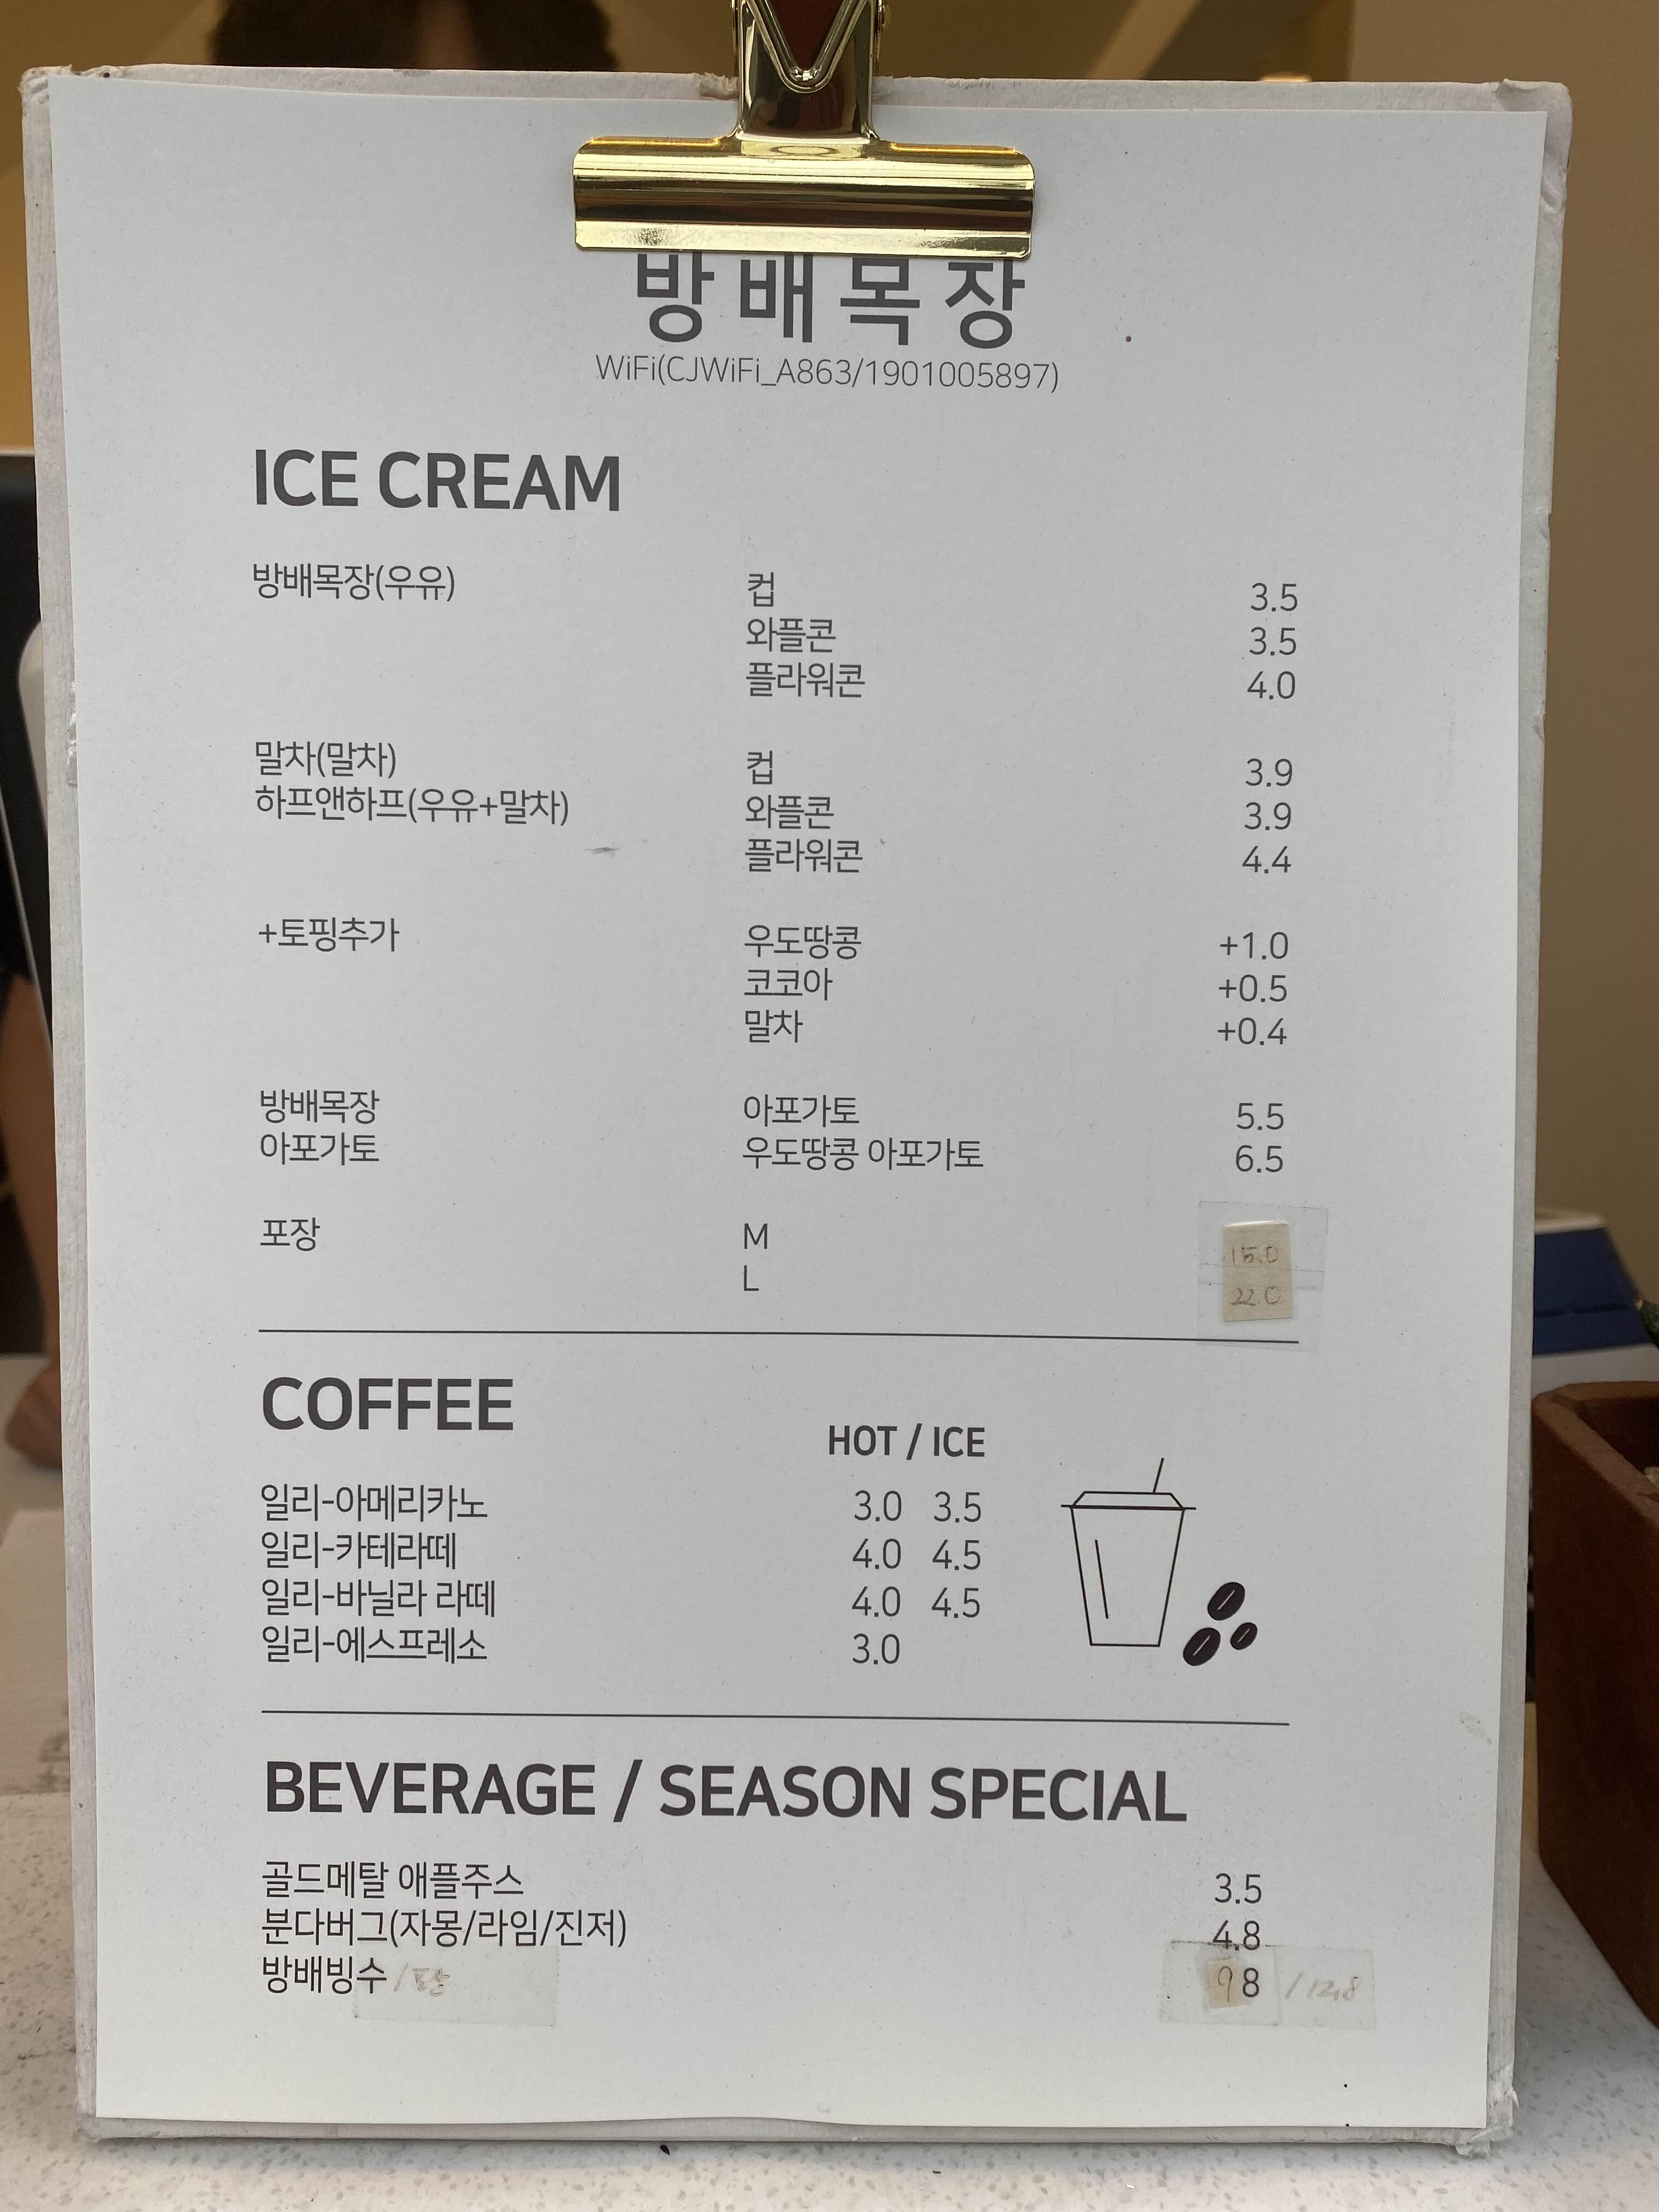 방배목장
WiFi(CJWiFi_A863/1901005897)
ICE CREAM
방배목장(우유) 컵 3.5
와플콘 3.5
플라워콘 4.0
말차(말차) 컵 3.9
하프앤하프(우유+말차) 와플콘 3.9
플라워콘 4.4
+토핑추가 우도땅콩 +1.0
코코아 +0.5
말차 +0.4
방배목장 아포가토 5.5
아포가토 우도땅콩 아포가토 6.5
포장 M 15.0
L 22.0
COFFEE
HOT / ICE
일리-아메리카노 3.0 3.5
일리-카테라떼 4.0 4.5
일리-바닐라 라떼 4.0 4.5
일리-에스프레소 3.0
BEVERAGE / SEASON SPECIAL
골드메탈 애플주스 3.5
분다버그(자몽/라임/진저) 4.8
방배빙수 /포장 9.8 / 12.8